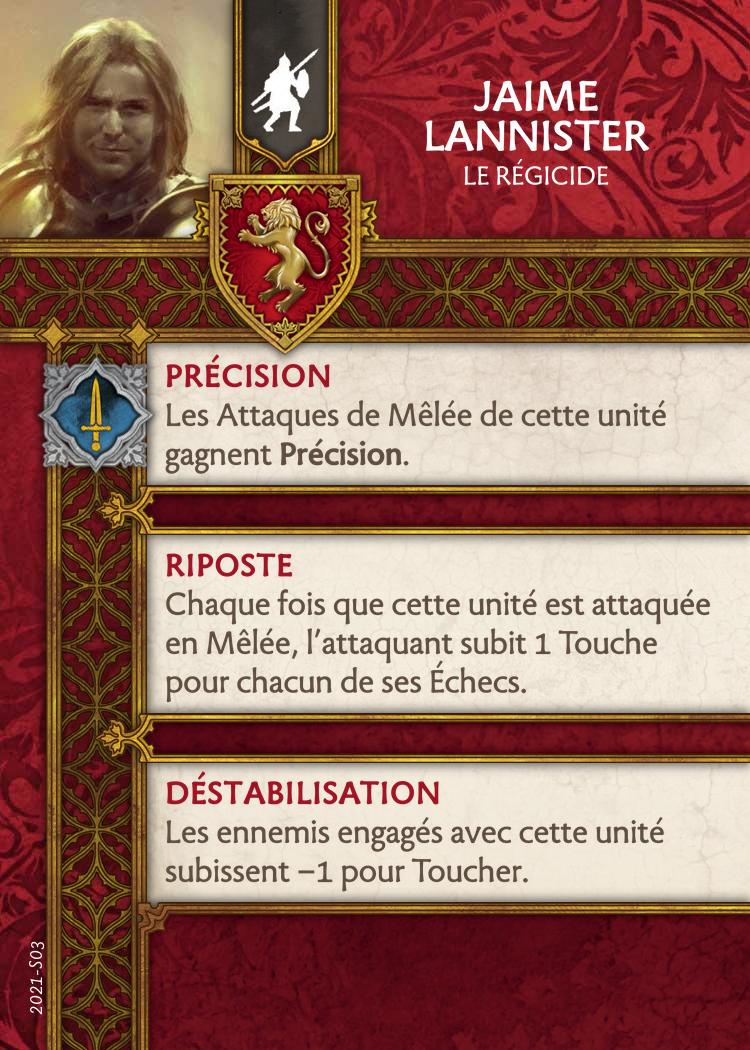 JAIME
LANNISTER
LE RÉGICIDE
PRÉCISION
Les Attaques de Mêlée de cette unité
gagnent Précision.
RIPOSTE
Chaque fois que cette unité est attaquée
en Mêlée, l'attaquant subit 1 Touche
pour chacun de ses Échecs.
DÉSTABILISATION
Les ennemis engagés avec cette unité
subissent −1 pour Toucher.
2021-S03